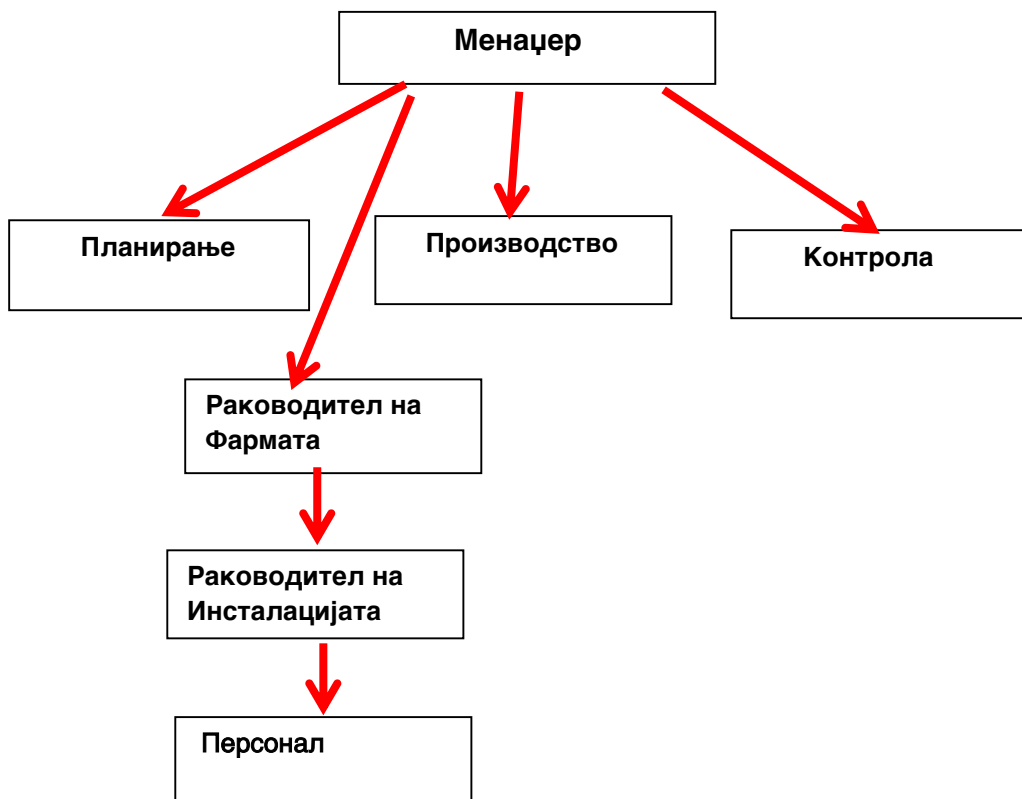 Менаџер
Планирање
Производство
Контрола
Раководител на
Фармата
Раководител на
Инсталацијата
Персонал